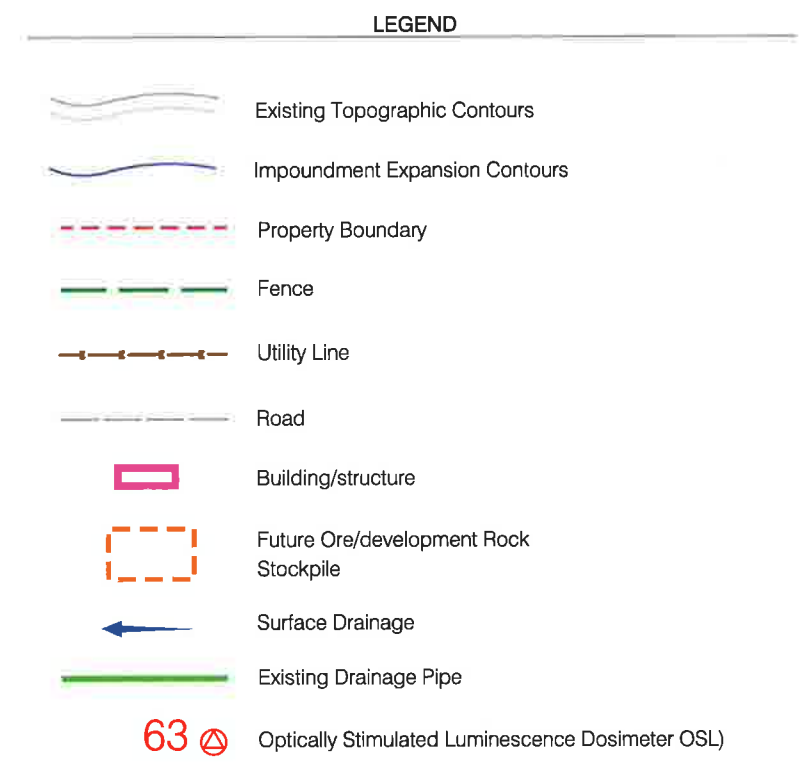 LEGEND
Existing Topographic Contours
Impoundment Expansion Contours
Property Boundary
Fence
Utility Line
Road
Building/structure
Future Ore/development Rock
Stockpile
Surface Drainage
Existing Drainage Pipe
63 Optically Stimulated Luminescence Dosimeter OSL)